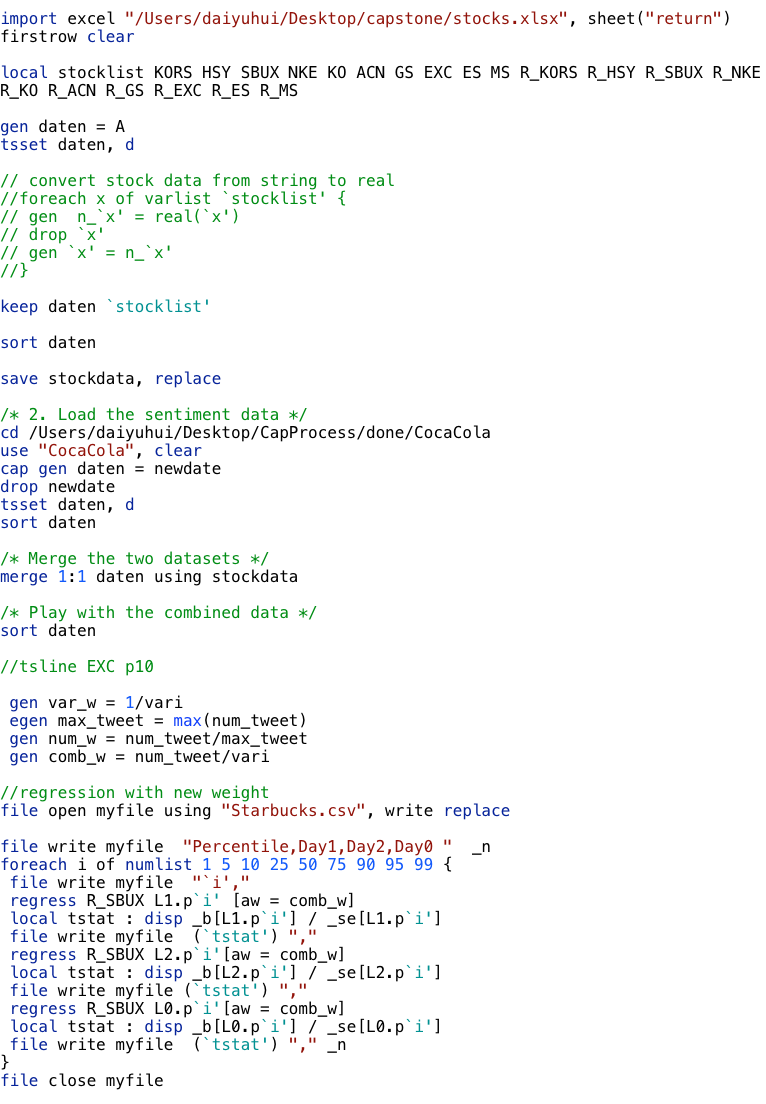 import excel "/Users/daiyuhui/Desktop/capstone/stocks.xlsx", sheet("return")
firstrow clear
local stocklist KORS HSY SBUX NKE KO ACN GS EXC ES MS R_KORS R_HSY R_SBUX R_NKE
R_KO R_ACN R_GS R_EXC R_ES R_MS
gen daten = A
tsset daten, d
// convert stock data from string to real
//foreach x of varlist `stocklist' {
// gen  n_`x' = real(`x')
// drop `x'
// gen `x' = n_`x'
//}
keep daten `stocklist'
sort daten
save stockdata, replace
/* 2. Load the sentiment data */
cd /Users/daiyuhui/Desktop/CapProcess/done/CocaCola
use "CocaCola", clear
cap gen daten = newdate
drop newdate
tsset daten, d
sort daten
/* Merge the two datasets */
merge 1:1 daten using stockdata
/* Play with the combined data */
sort daten
//tsline EXC p10
gen var_w = 1/vari
egen max_tweet = max(num_tweet)
gen num_w = num_tweet/max_tweet
gen comb_w = num_tweet/vari
//regression with new weight
file open myfile using "Starbucks.csv", write replace
file write myfile  "Percentile,Day1,Day2,Day0 "  _n
foreach i of numlist 1 5 10 25 50 75 90 95 99 {
file write myfile  "`i',"
regress R_SBUX L1.p`i' [aw = comb_w]
local tstat : disp _b[L1.p`i'] / _se[L1.p`i']
file write myfile  (`tstat') ","
regress R_SBUX L2.p`i'[aw = comb_w]
local tstat : disp _b[L2.p`i'] / _se[L2.p`i']
file write myfile (`tstat') ","
regress R_SBUX L0.p`i'[aw = comb_w]
local tstat : disp _b[L0.p`i'] / _se[L0.p`i']
file write myfile  (`tstat') "," _n
}
file close myfile